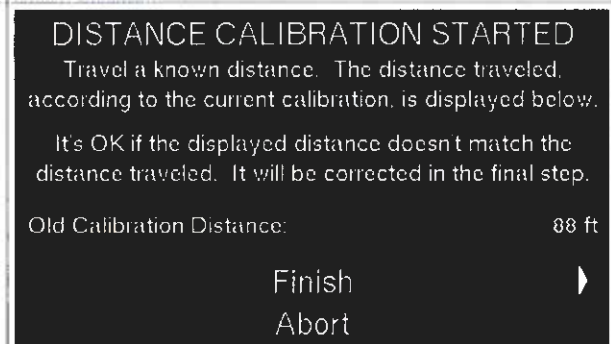 DISTANCE CALIBRATION STARTED
Travel a known distance. The distance traveled,
according to the current calibration, is displayed below.
It's OK if the displayed distance doesn't match the
distance traveled. It will be corrected in the final step.
Old Calibration Distance: 88 ft
Finish
Abort